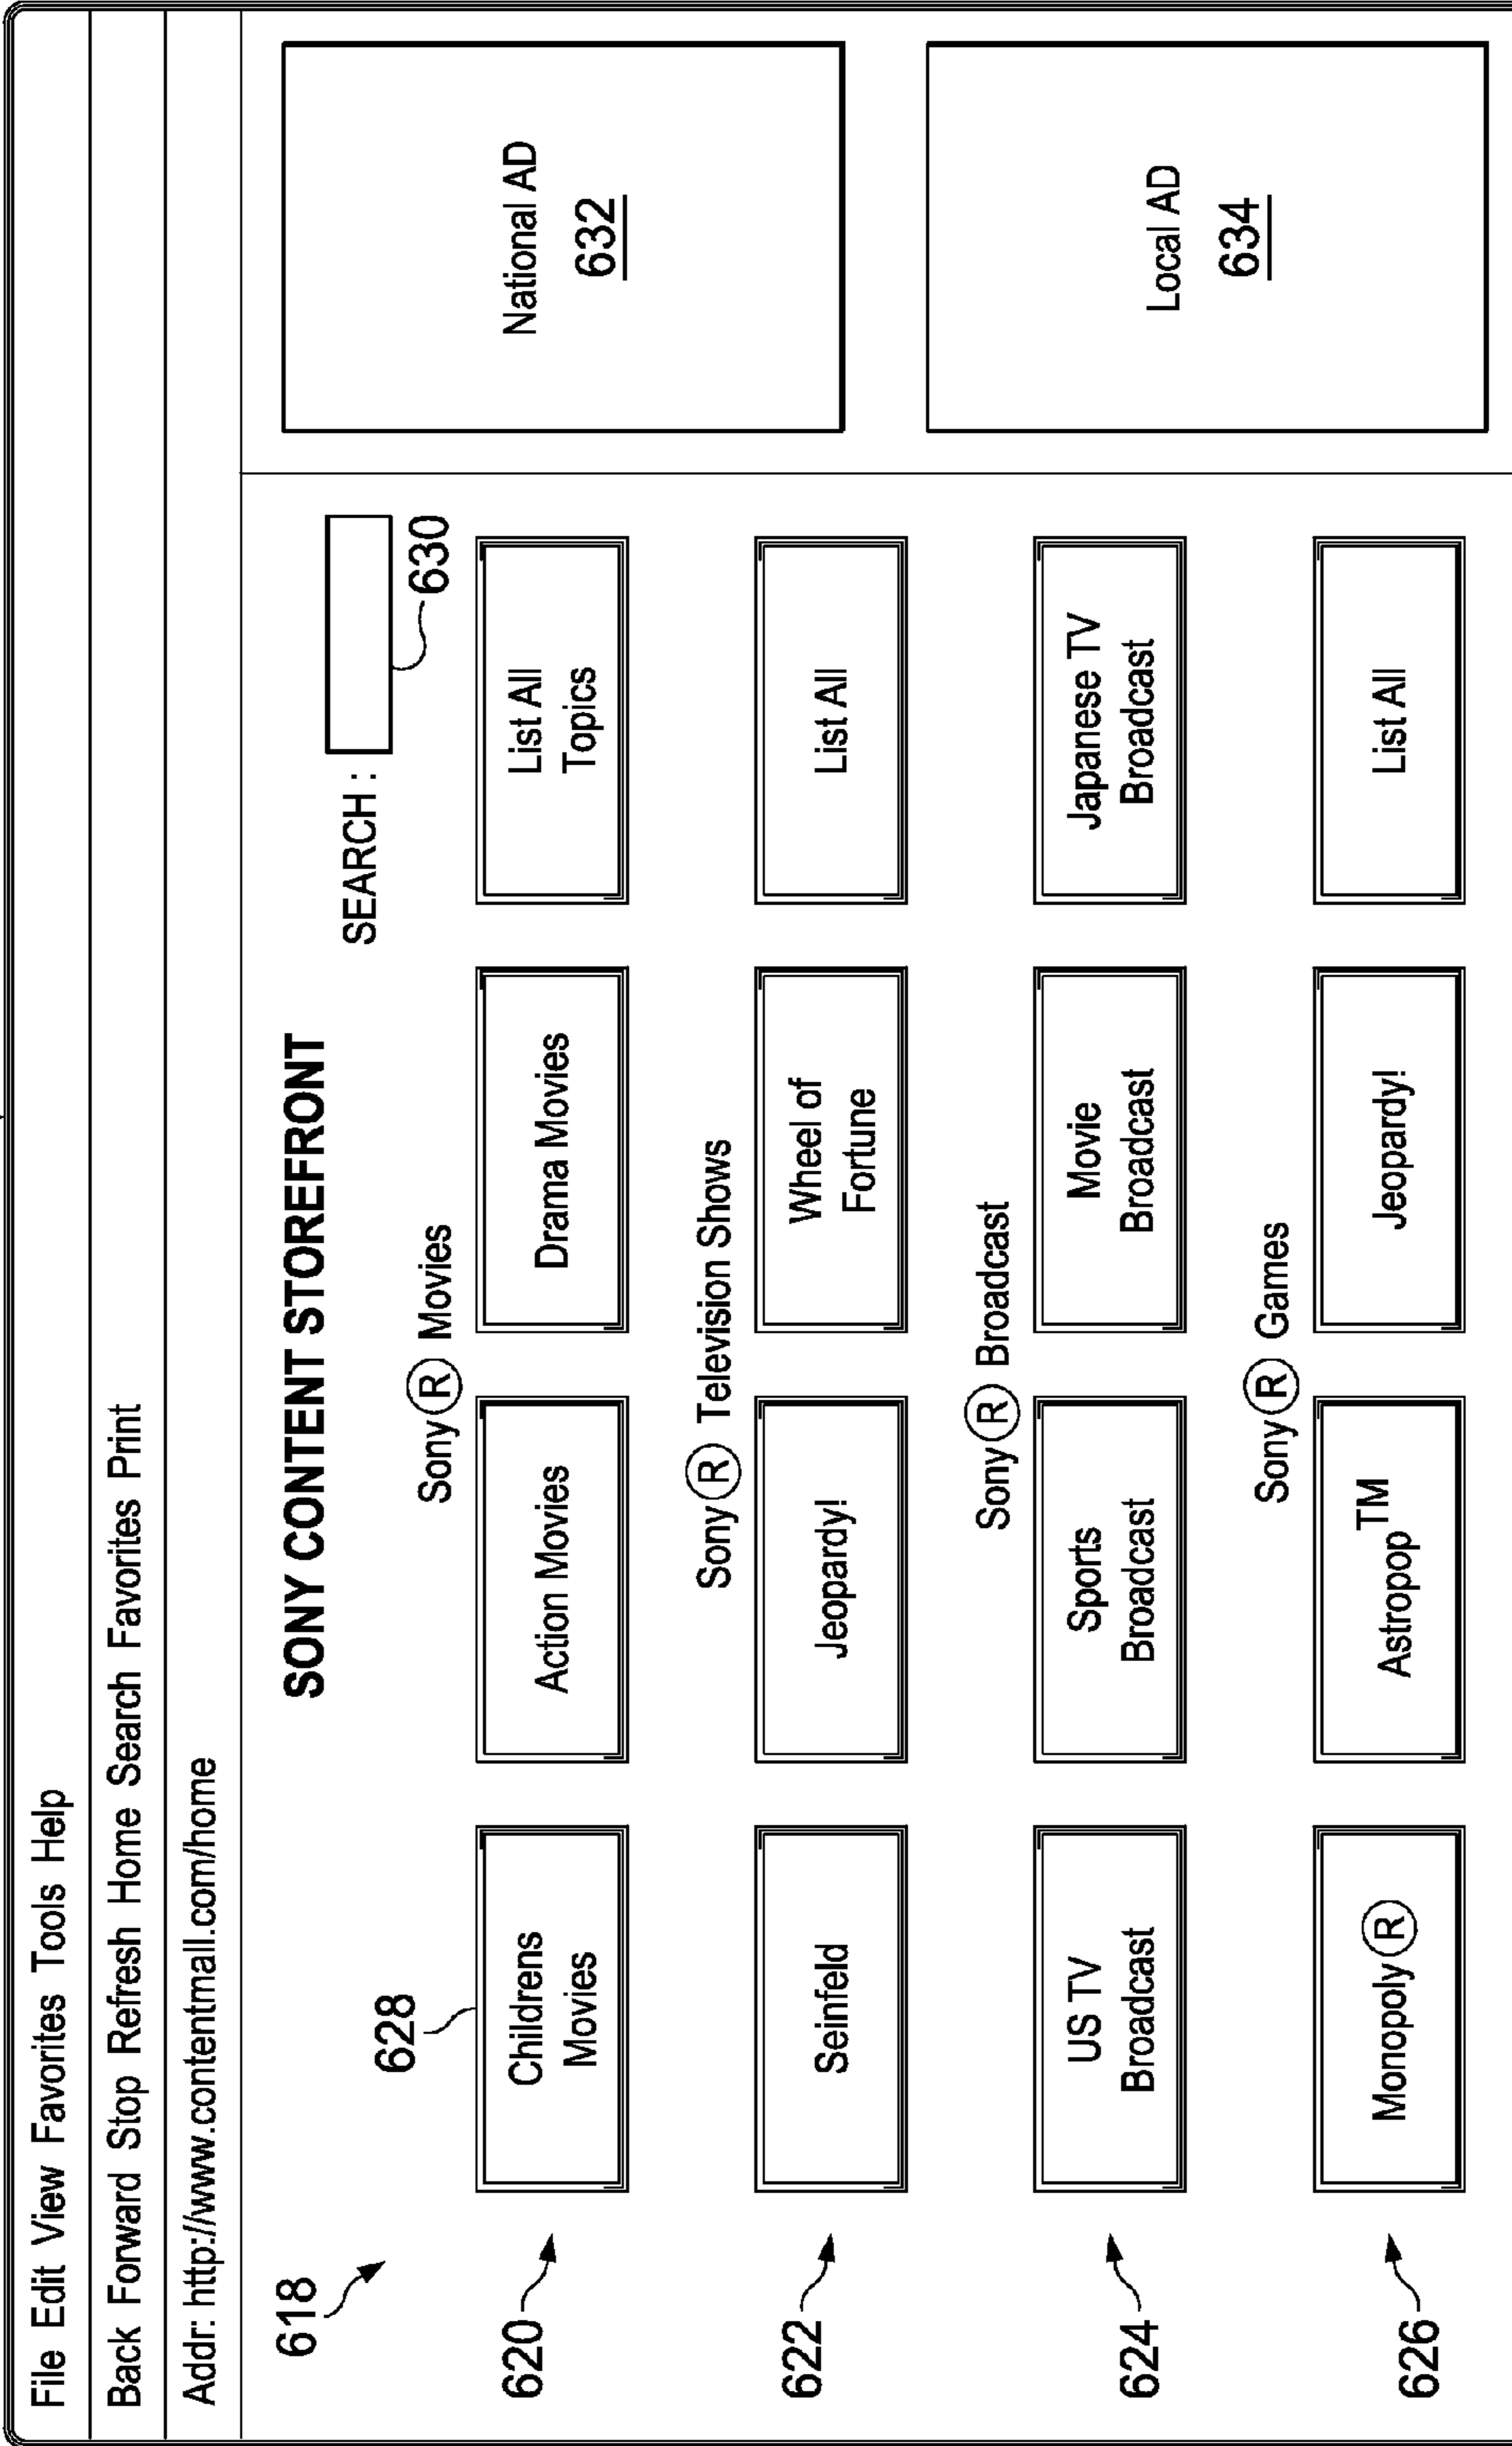 File Edit View Favorites Tools Help
Back Forward Stop Refresh Home Search Favorites Print
Addr: http://www.contentmall.com/home
618
SONY CONTENT STOREFRONT
SEARCH :
630
National AD
632
628
Sony® Movies
620
Childrens
Movies
Action Movies
Drama Movies
List All
Topics
Sony® Television Shows
622
Seinfeld
Jeopardy!
Wheel of
Fortune
List All
Sony® Broadcast
624
US TV
Broadcast
Sports
Broadcast
Movie
Broadcast
Japanese TV
Broadcast
Local AD
634
Sony® Games
626
Monopoly®
Astropop™
Jeopardy!
List All